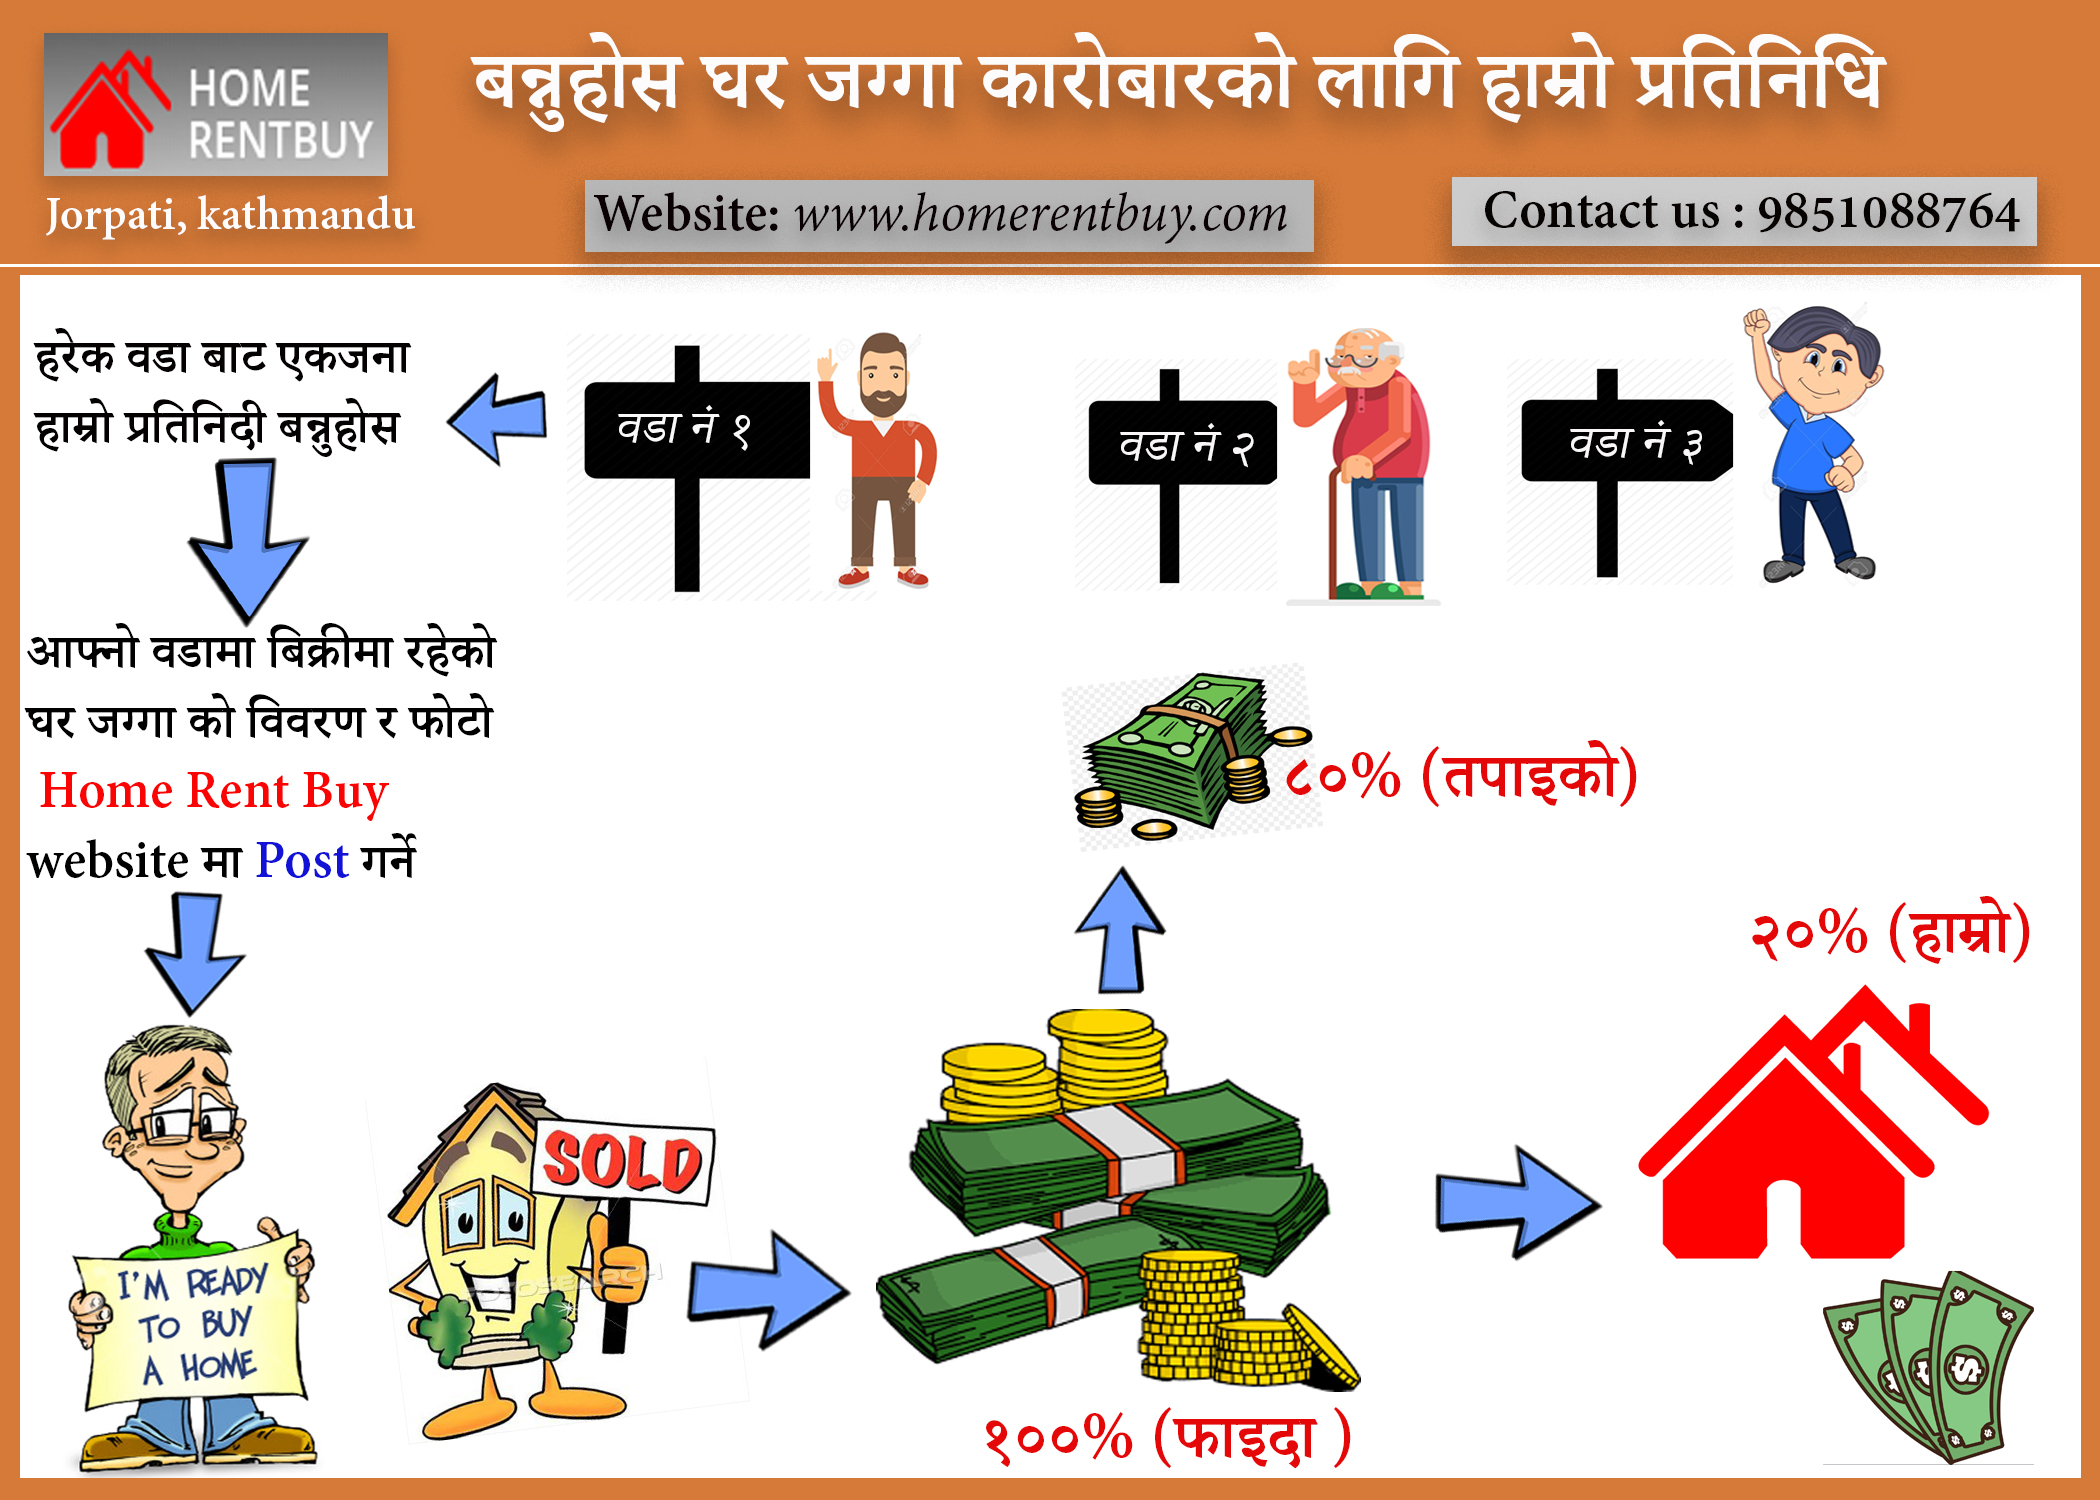 HOME
RENTBUY
Jorpati, kathmandu
बन्नुहोस घर जग्गा कारोबारको लागि हाम्रो प्रतिनिधि
Website: www.homerentbuy.com
Contact us : 9851088764
हरेक वडा बाट एकजना
हाम्रो प्रतिनिदी बन्नुहोस
वडा नं १
वडा नं २
वडा नं ३
आफ्नो वडामा बिक्रीमा रहेको
घर जग्गा को विवरण र फोटो
Home Rent Buy
website मा Post गर्ने
८०% (तपाइको)
२०% (हाम्रो)
I'M READY
TO BUY
A HOME
SOLD
FOTOSEARCH
१००% (फाइदा )